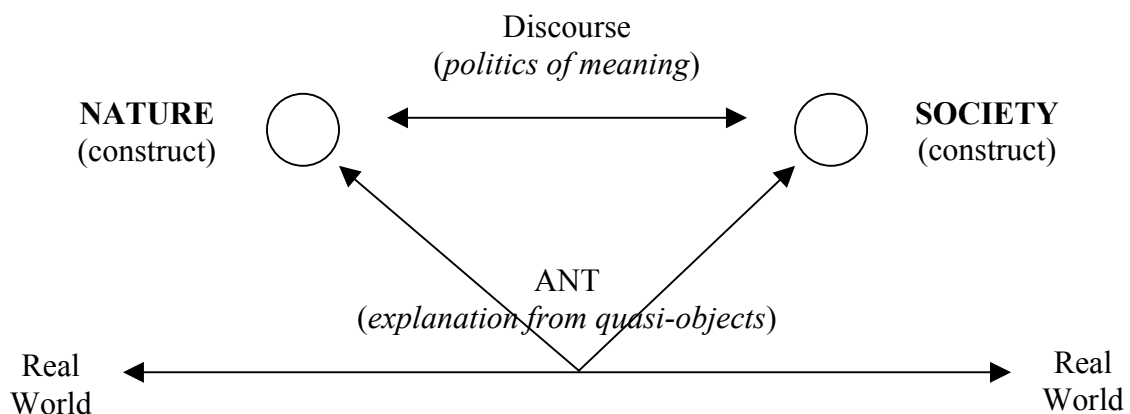 Discourse
(politics of meaning)
NATURE
(construct)
SOCIETY
(construct)
ANT
(explanation from quasi-objects)
Real
World
Real
World